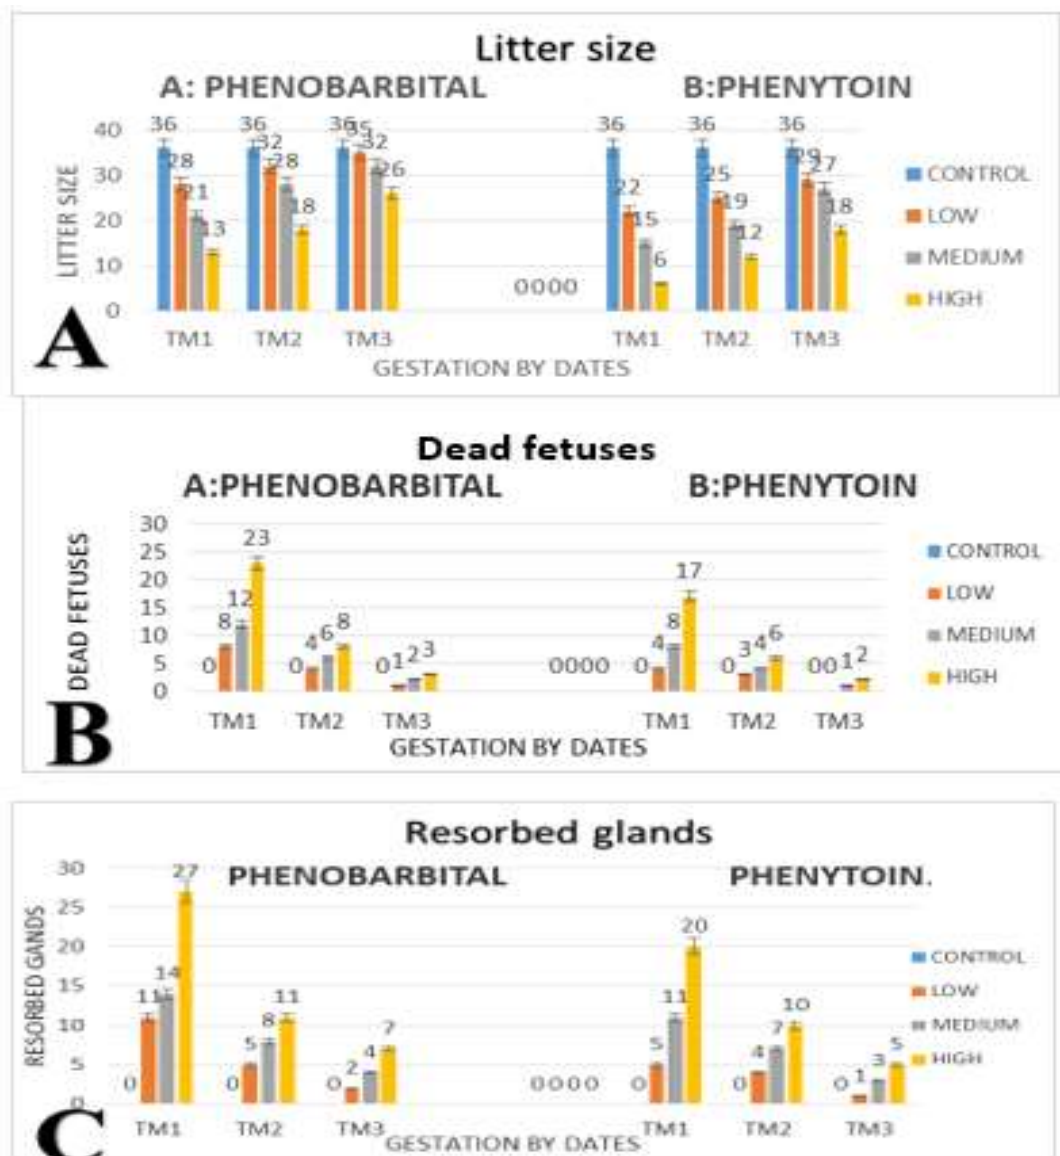 Litter size
A: PHENOBARBITAL B:PHENYTOIN
36 36 36 35 36 36 36
40
28 32 28 32 26 22 25 29 27
30
21 18 15 19 18
20
13 6 12
10
0000
0
LITTER SIZE
TM1 TM2 TM3 TM1 TM2 TM3
GESTATION BY DATES
CONTROL
LOW
MEDIUM
HIGH
A
Dead fetuses
A:PHENOBARBITAL B:PHENYTOIN
30
25
20
15
10
5
0
DEAD FETUSES
0 8 12 23 0 4 6 8 0 1 2 3 0000 0 4 8 17 0 3 4 6 0 0 1 2
TM1 TM2 TM3 TM1 TM2 TM3
GESTATION BY DATES
CONTROL
LOW
MEDIUM
HIGH
B
Resorbed glands
PHENOBARBITAL PHENYTOIN.
30
25
20
15
10
5
0
RESORBED GANDS
0 11 14 27 0 5 8 11 0 2 4 7 0000 0 5 11 20 0 4 7 10 0 1 3 5
TM1 TM2 TM3 TM1 TM2 TM3
GESTATION BY DATES
CONTROL
LOW
MEDIUM
HIGH
C